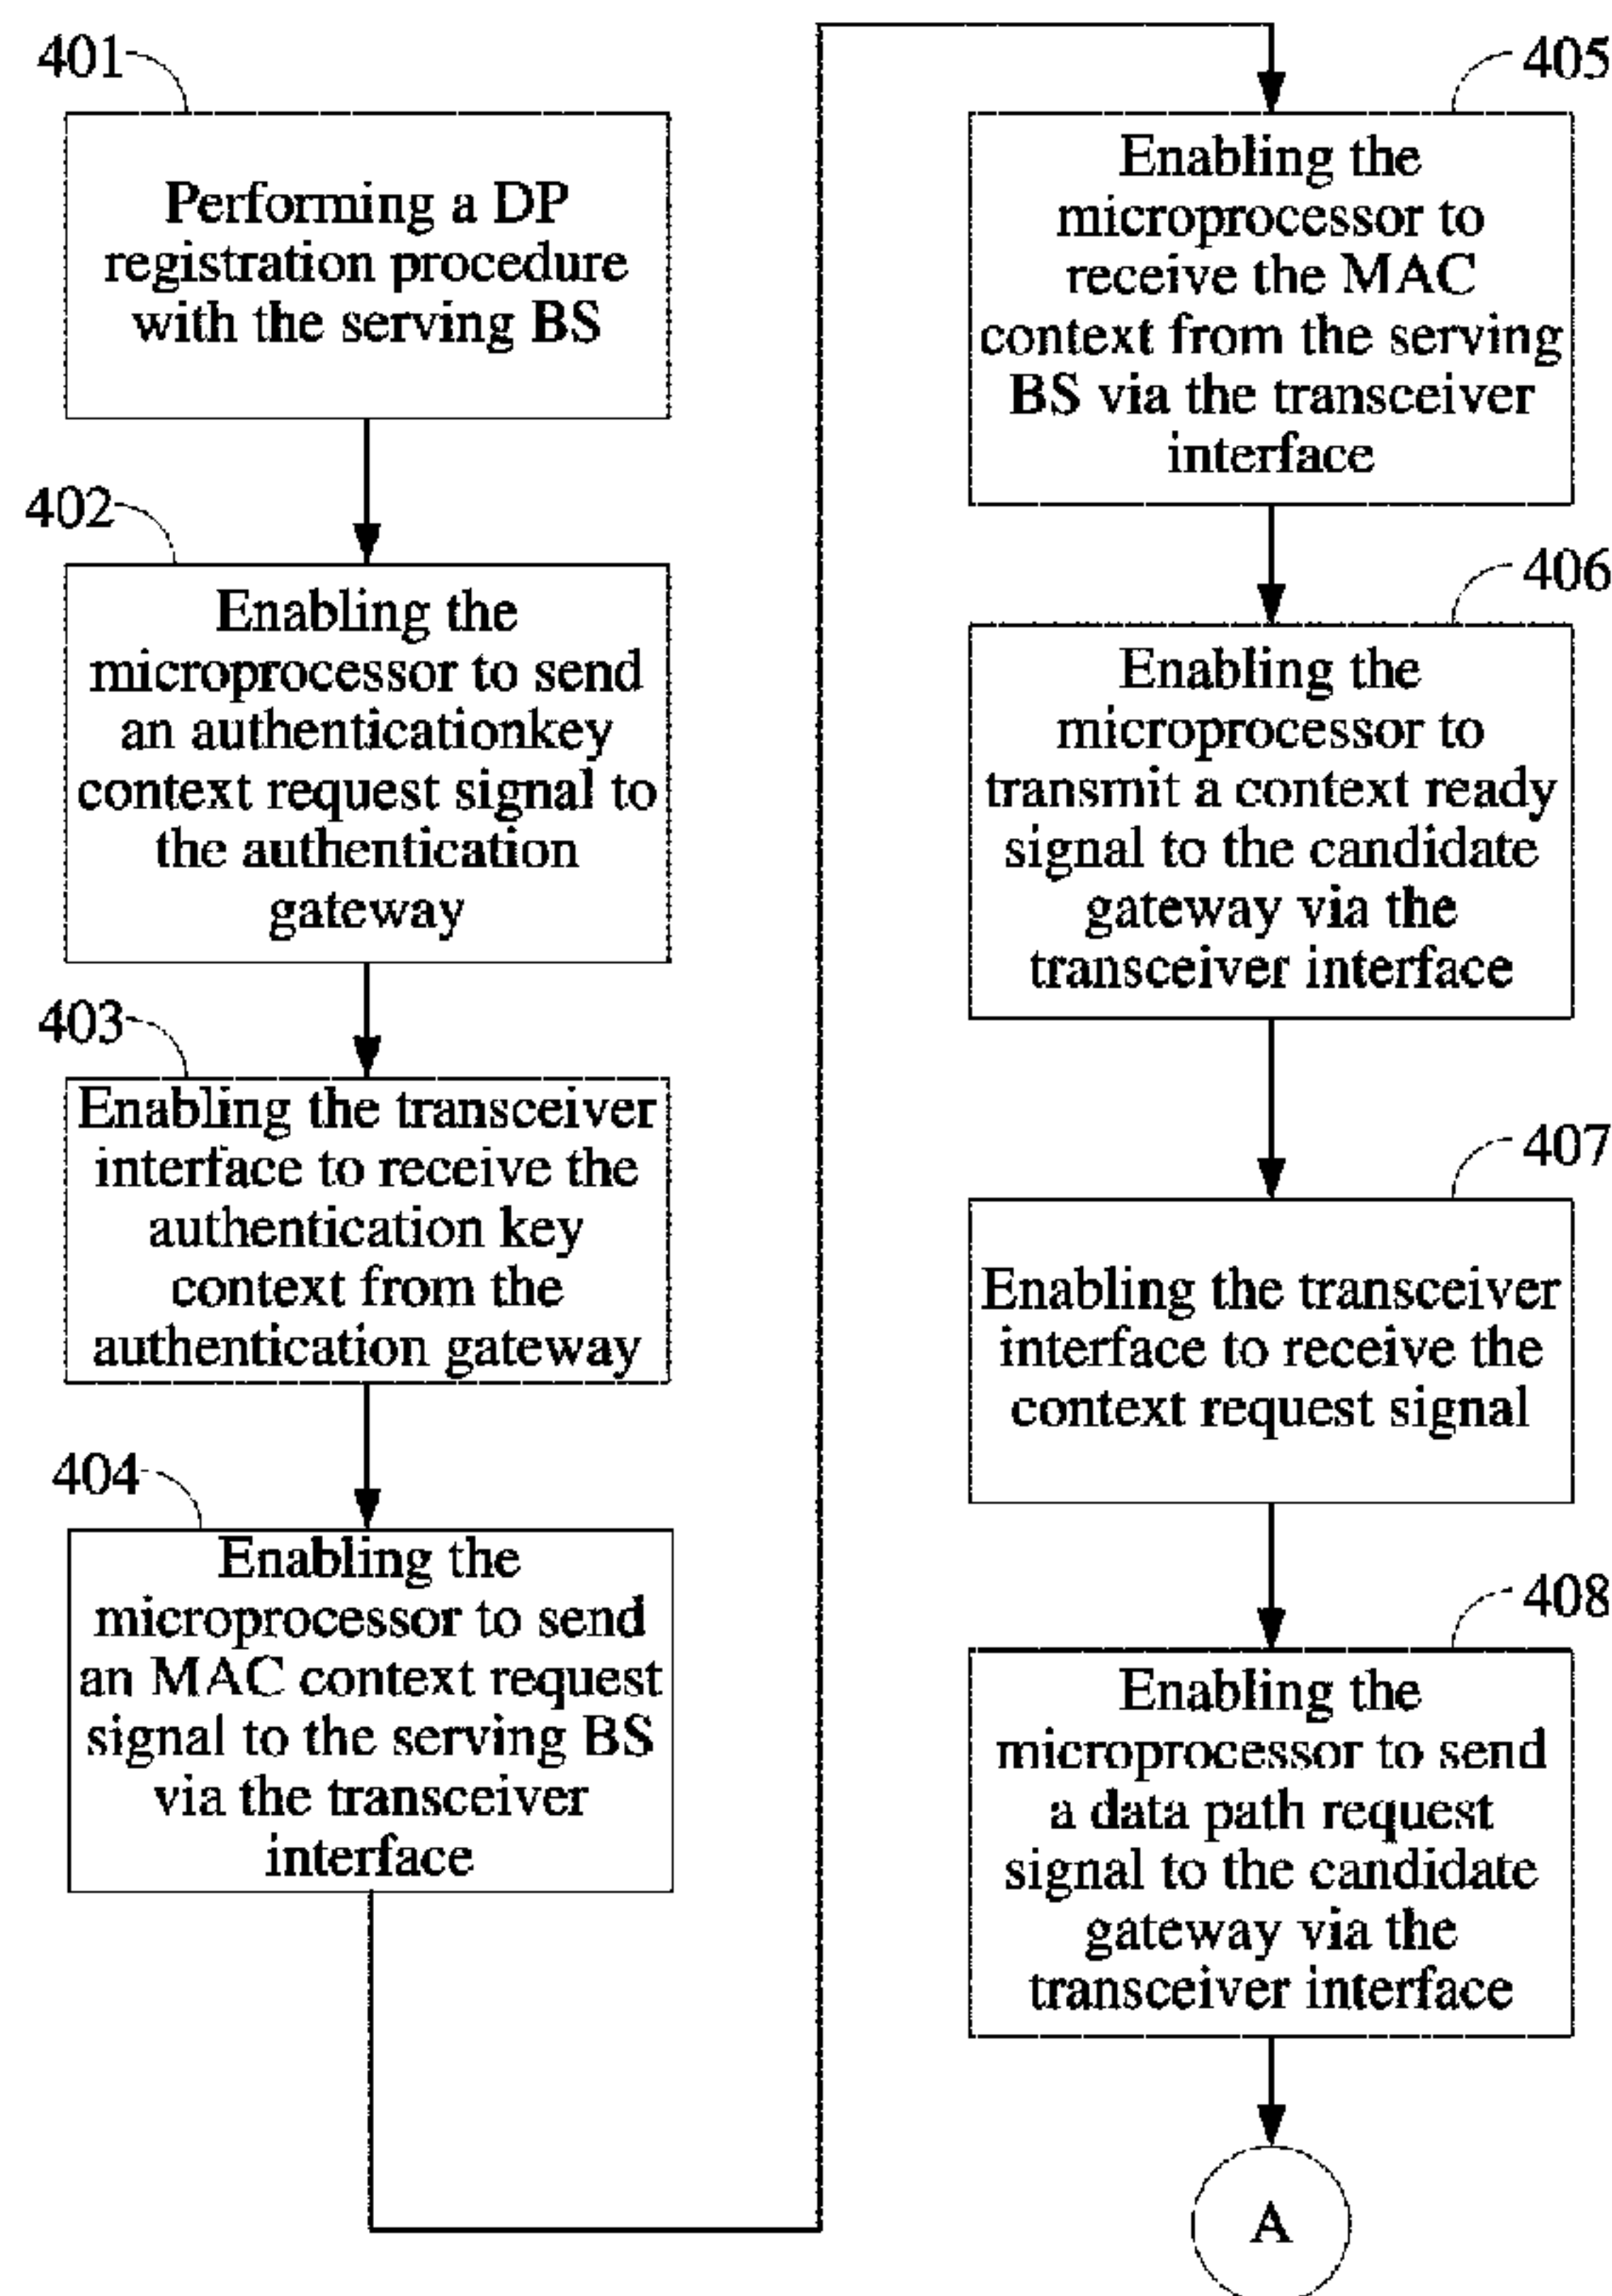 401
Performing a DP
registration procedure
with the serving BS
402
Enabling the
microprocessor to send
an authenticationkey
context request signal to
the authentication
gateway
403
Enabling the transceiver
interface to receive the
authentication key
context from the
authentication gateway
404
Enabling the
microprocessor to send
an MAC context request
signal to the serving BS
via the transceiver
interface
405
Enabling the
microprocessor to
receive the MAC
context from the serving
BS via the transceiver
interface
406
Enabling the
microprocessor to
transmit a context ready
signal to the candidate
gateway via the
transceiver interface
407
Enabling the transceiver
interface to receive the
context request signal
408
Enabling the
microprocessor to send
a data path request
signal to the candidate
gateway via the
transceiver interface
A